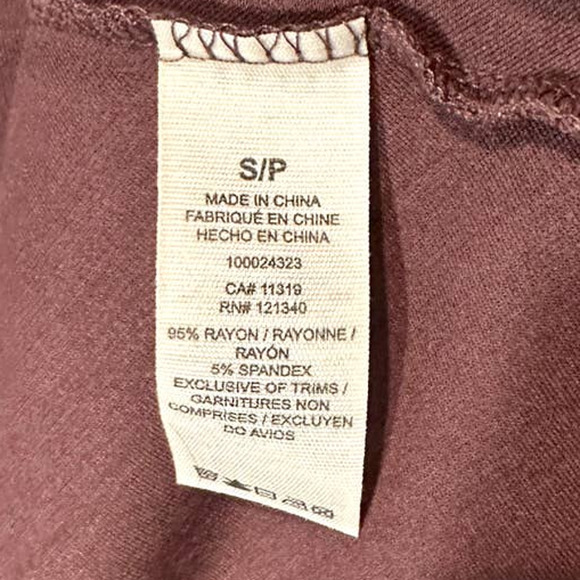 S/P
MADE IN CHINA
FABRIQUÉ EN CHINE
HECHO EN CHINA
100024323
CA# 11319
RN# 121340
95% RAYON / RAYONNE /
RAYÓN
5% SPANDEX
EXCLUSIVE OF TRIMS /
GARNITURES NON
COMPRISES / EXCLUYEN
DO AVIOS